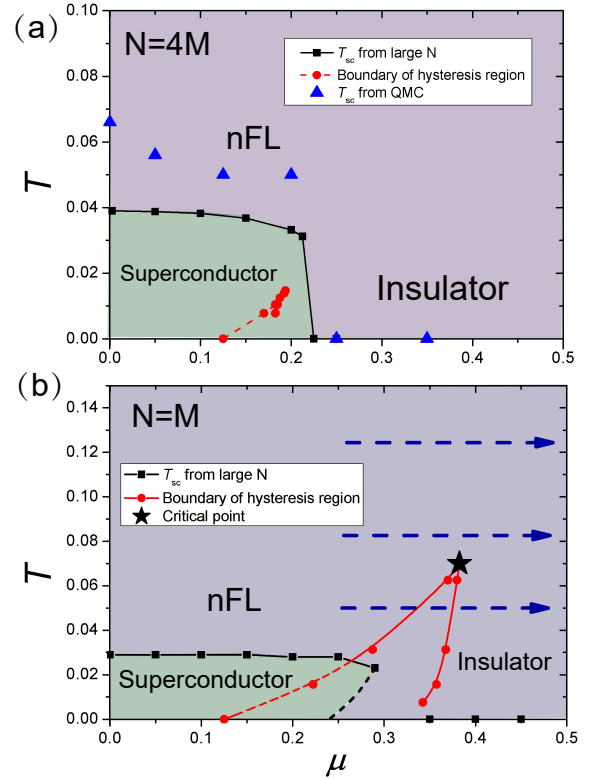 (a)
N=4M
T_sc from large N
Boundary of hysteresis region
T_sc from QMC
nFL
Superconductor
Insulator
T
0.10
0.08
0.06
0.04
0.02
0.00
0.0 0.1 0.2 0.3 0.4 0.5
(b)
N=M
T_sc from large N
Boundary of hysteresis region
Critical point
nFL
Superconductor
Insulator
T
0.14
0.12
0.10
0.08
0.06
0.04
0.02
0.00
0.0 0.1 0.2 0.3 0.4 0.5
μ